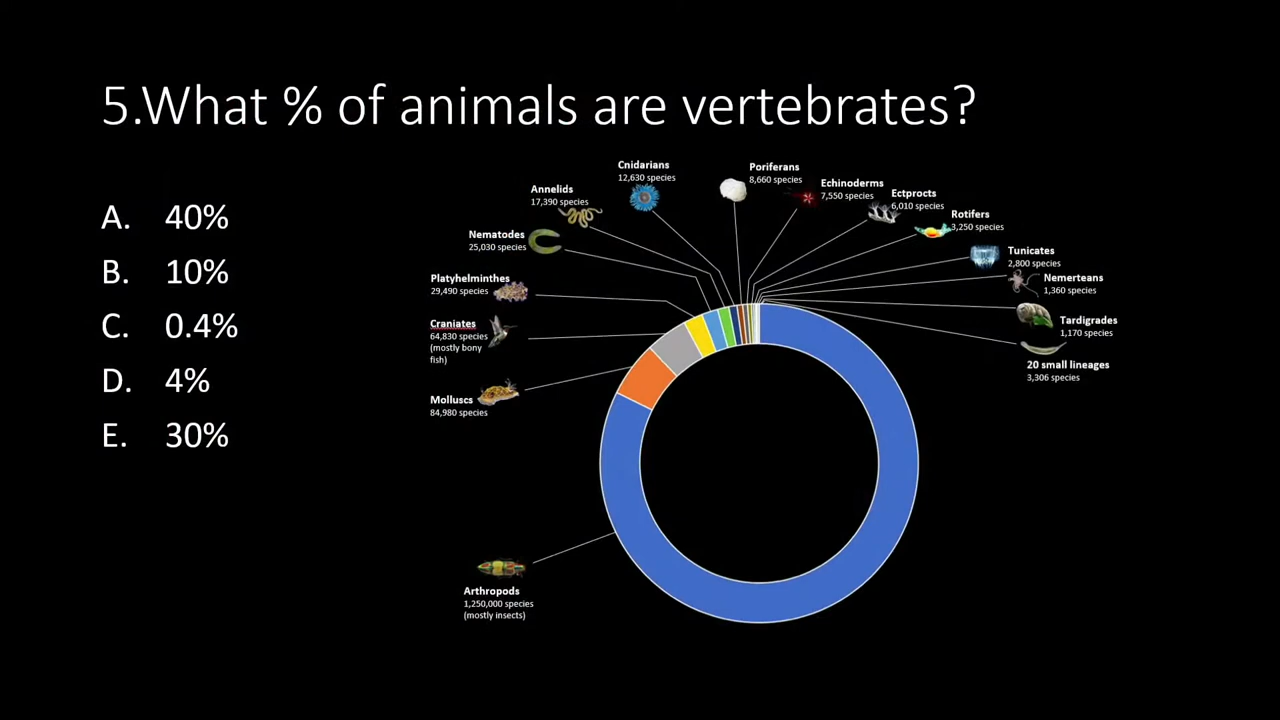 5.What % of animals are vertebrates?
A. 40%
B. 10%
C. 0.4%
D. 4%
E. 30%
Cnidarians
12,630 species
Poriferans
8,660 species
Echinoderms
7,550 species
Ectprocts
6,010 species
Rotifers
3,250 species
Tunicates
2,800 species
Nemerteans
1,360 species
Tardigrades
1,170 species
20 small lineages
3,306 species
Annelids
17,390 species
Nematodes
25,030 species
Platyhelminthes
29,490 species
Craniates
64,830 species
(mostly bony
fish)
Molluscs
84,980 species
Arthropods
1,250,000 species
(mostly insects)